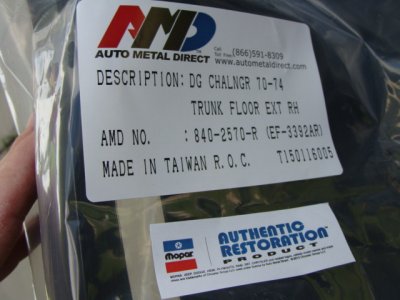 AMD
AUTO METAL DIRECT
Call
Toll Free: (866)591-8309
www.autometaldirect.com
DESCRIPTION: DG CHALNGR 70-74
TRUNK FLOOR EXT RH
AMD NO. : 840-2570-R (EF-3392AR)
MADE IN TAIWAN R.O.C. T150116005
Mopar
AUTHENTIC
RESTORATION
PRODUCT